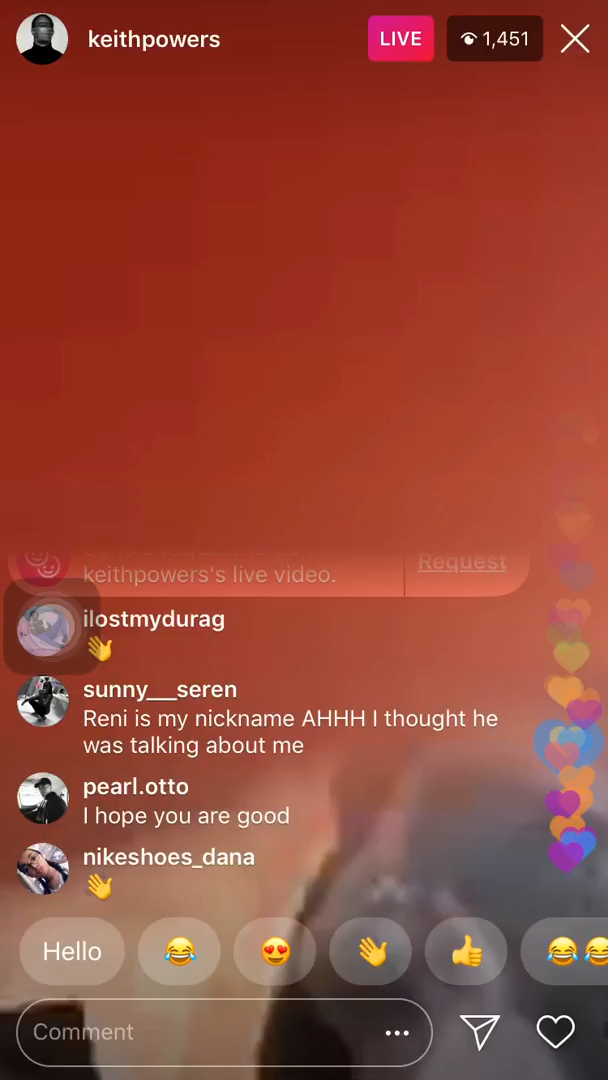 keithpowers
LIVE
1,451
keithpowers's live video.
Request
ilostmydurag
👋
sunny___seren
Reni is my nickname AHHH I thought he
was talking about me
pearl.otto
I hope you are good
nikeshoes_dana
👋
Hello 😂 😍 👋 👍 😂😂
Comment